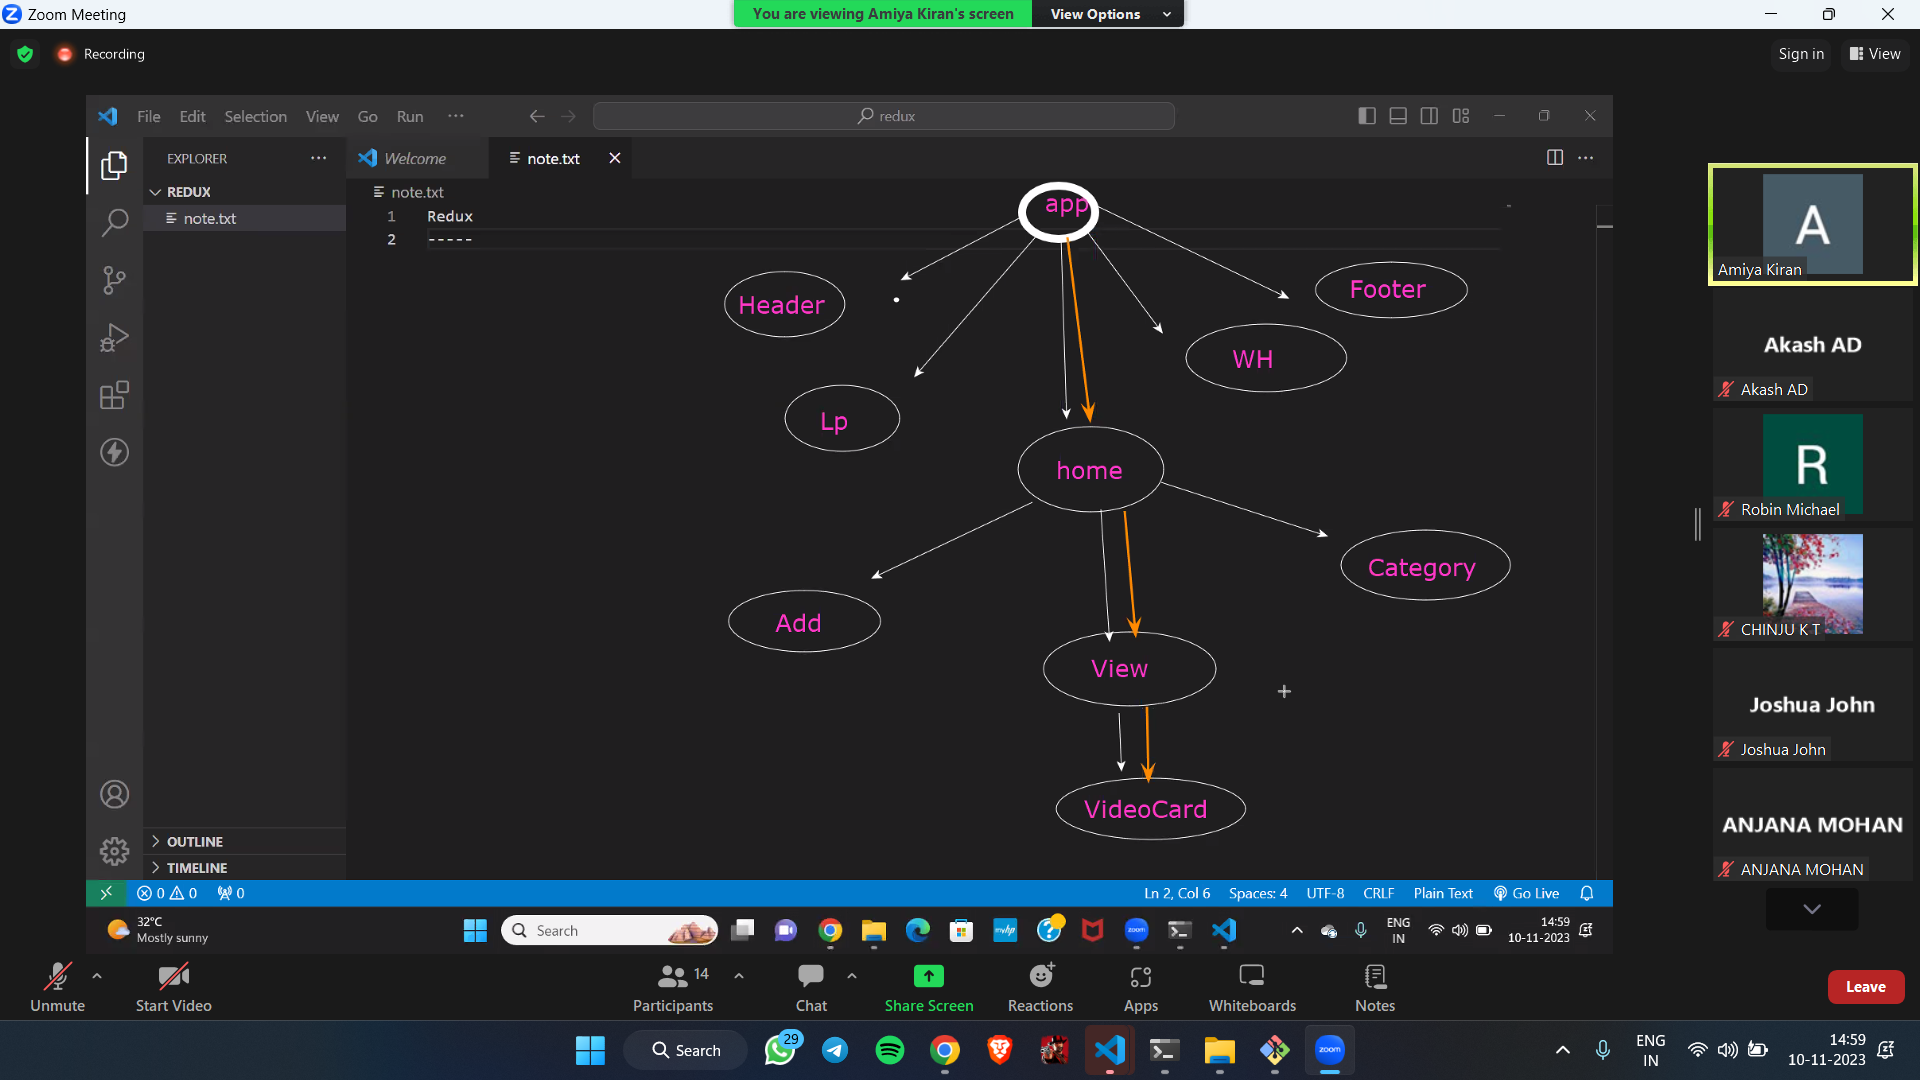 Zoom Meeting
You are viewing Amiya Kiran's screen
View Options
Recording
Sign in
View
File Edit Selection View Go Run ...
redux
EXPLORER
Welcome
note.txt
REDUX
note.txt
note.txt
1 Redux
2 -----
app
Header
Footer
WH
Lp
home
Category
Add
View
VideoCard
OUTLINE
TIMELINE
0 0 0
Ln 2, Col 6 Spaces: 4 UTF-8 CRLF Plain Text Go Live
32°C
Mostly sunny
Search
myhp
zoom
ENG
IN
14:59
10-11-2023
A
Amiya Kiran
Akash AD
Akash AD
R
Robin Michael
CHINJU K T
Joshua John
Joshua John
ANJANA MOHAN
ANJANA MOHAN
Unmute
Start Video
14
Participants
Chat
Share Screen
Reactions
Apps
Whiteboards
Notes
Leave
Search
29
zoom
ENG
IN
14:59
10-11-2023